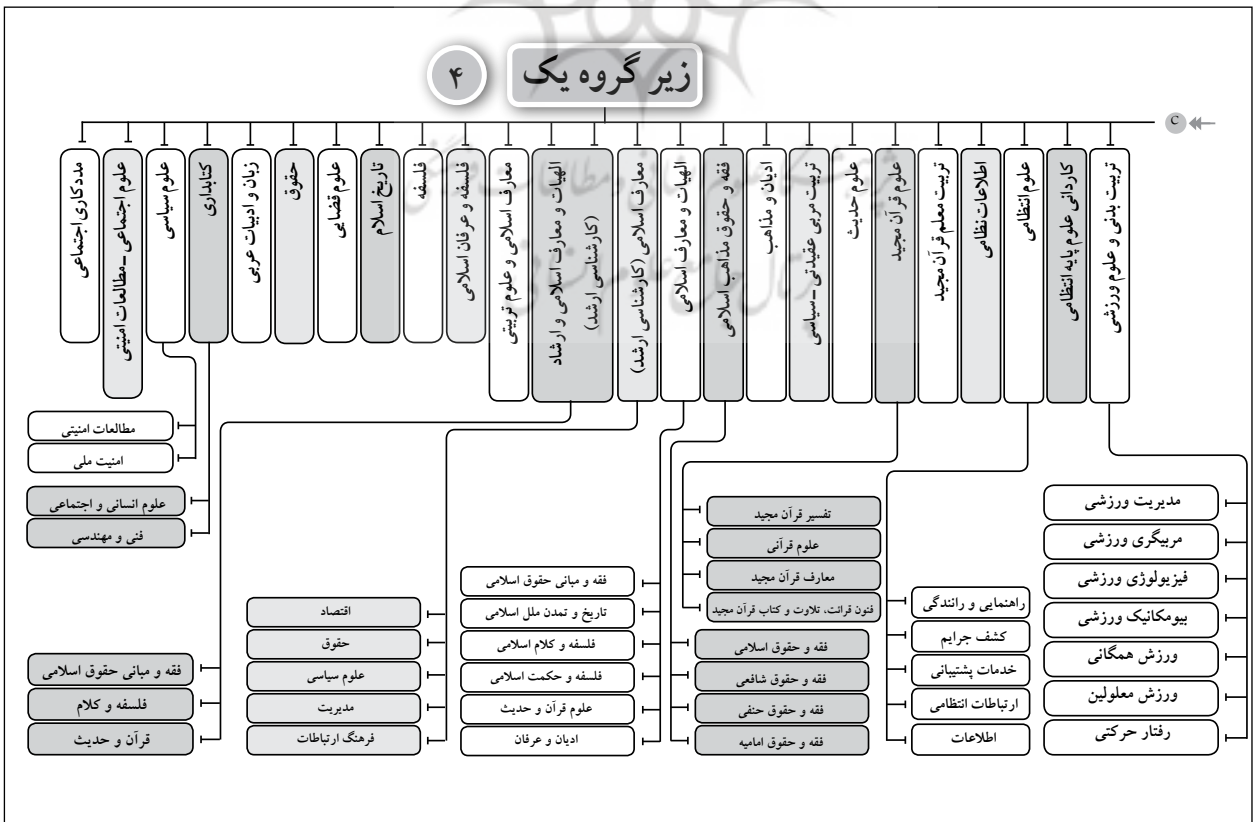 زیر گروه یک
۴
C
تربیت بدنی و علوم ورزشی
کاردانی علوم پایه انتظامی
علوم انتظامی
اطلاعات نظامی
تربیت معلم قرآن مجید
علوم قرآن مجید
علوم حدیث
تربیت مربی عقیدتی – سیاسی
ادیان و مذاهب
فقه و حقوق مذاهب اسلامی
الهیات و معارف اسلامی
معارف اسلامی (کارشناسی ارشد)
الهیات و معارف اسلامی و ارشاد
(کارشناسی ارشد)
معارف اسلامی و علوم تربیتی
فلسفه و عرفان اسلامی
فلسفه
تاریخ اسلام
علوم قضایی
حقوق
زبان و ادبیات عربی
کتابداری
علوم سیاسی
علوم اجتماعی – مطالعات امنیتی
مددکاری اجتماعی
مدیریت ورزشی
مربیگری ورزشی
فیزیولوژی ورزشی
بیومکانیک ورزشی
ورزش همگانی
ورزش معلولین
رفتار حرکتی
راهنمایی و رانندگی
کشف جرایم
خدمات پشتیبانی
ارتباطات انتظامی
اطلاعات
تفسیر قرآن مجید
علوم قرآنی
معارف قرآن مجید
فنون قرائت، تلاوت و کتاب قرآن مجید
فقه و حقوق اسلامی
فقه و حقوق شافعی
فقه و حقوق حنفی
فقه و حقوق امامیه
فقه و مبانی حقوق اسلامی
تاریخ و تمدن ملل اسلامی
فلسفه و کلام اسلامی
فلسفه و حکمت اسلامی
علوم قرآن و حدیث
ادیان و عرفان
اقتصاد
حقوق
علوم سیاسی
مدیریت
فرهنگ ارتباطات
مطالعات امنیتی
امنیت ملی
علوم انسانی و اجتماعی
فنی و مهندسی
فقه و مبانی حقوق اسلامی
فلسفه و کلام
قرآن و حدیث